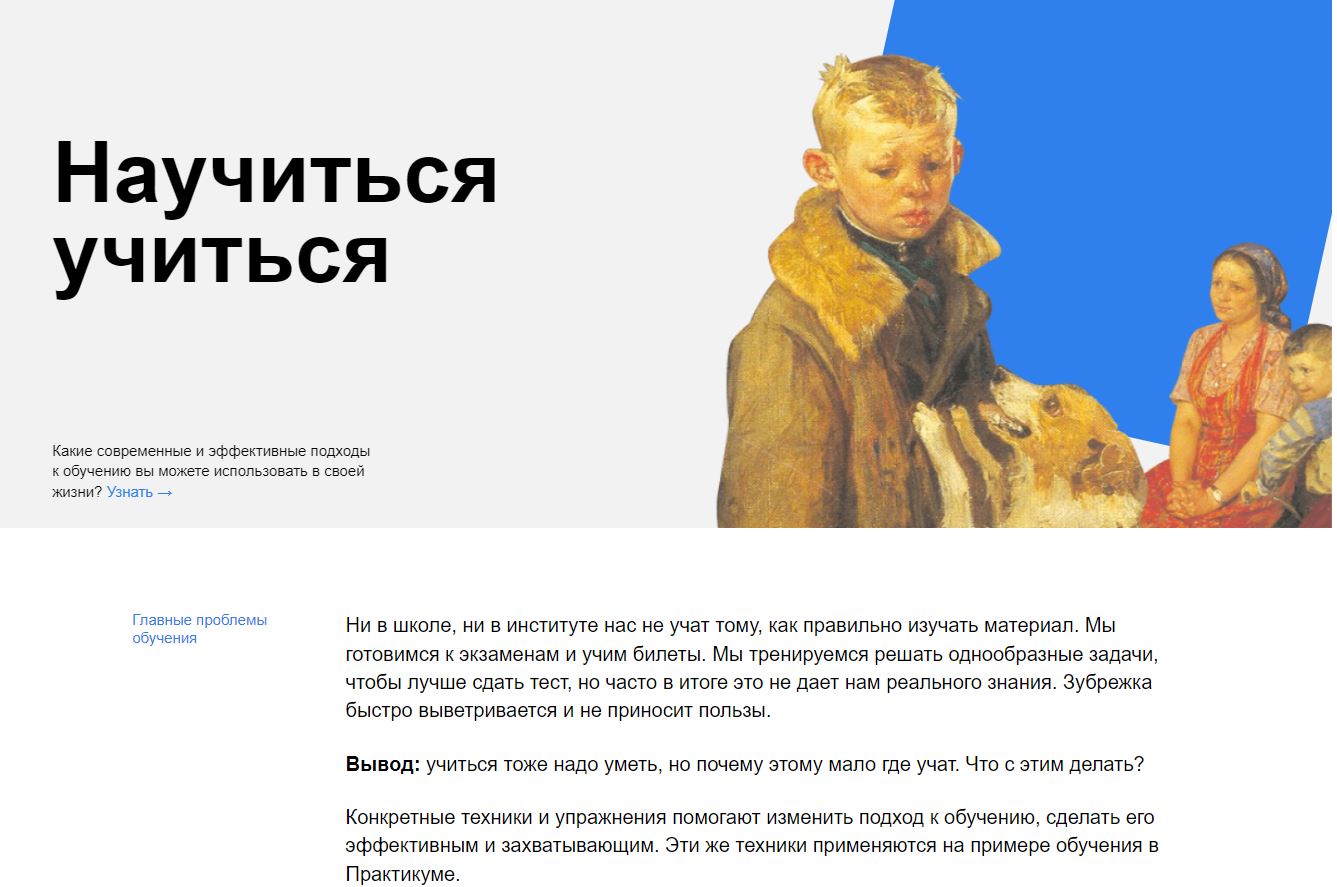 Научиться
учиться
Какие современные и эффективные подходы
к обучению вы можете использовать в своей
жизни? Узнать →
Главные проблемы
обучения
Ни в школе, ни в институте нас не учат тому, как правильно изучать материал. Мы
готовимся к экзаменам и учим билеты. Мы тренируемся решать однообразные задачи,
чтобы лучше сдать тест, но часто в итоге это не дает нам реального знания. Зубрежка
быстро выветривается и не приносит пользы.
Вывод: учиться тоже надо уметь, но почему этому мало где учат. Что с этим делать?
Конкретные техники и упражнения помогают изменить подход к обучению, сделать его
эффективным и захватывающим. Эти же техники применяются на примере обучения в
Практикуме.